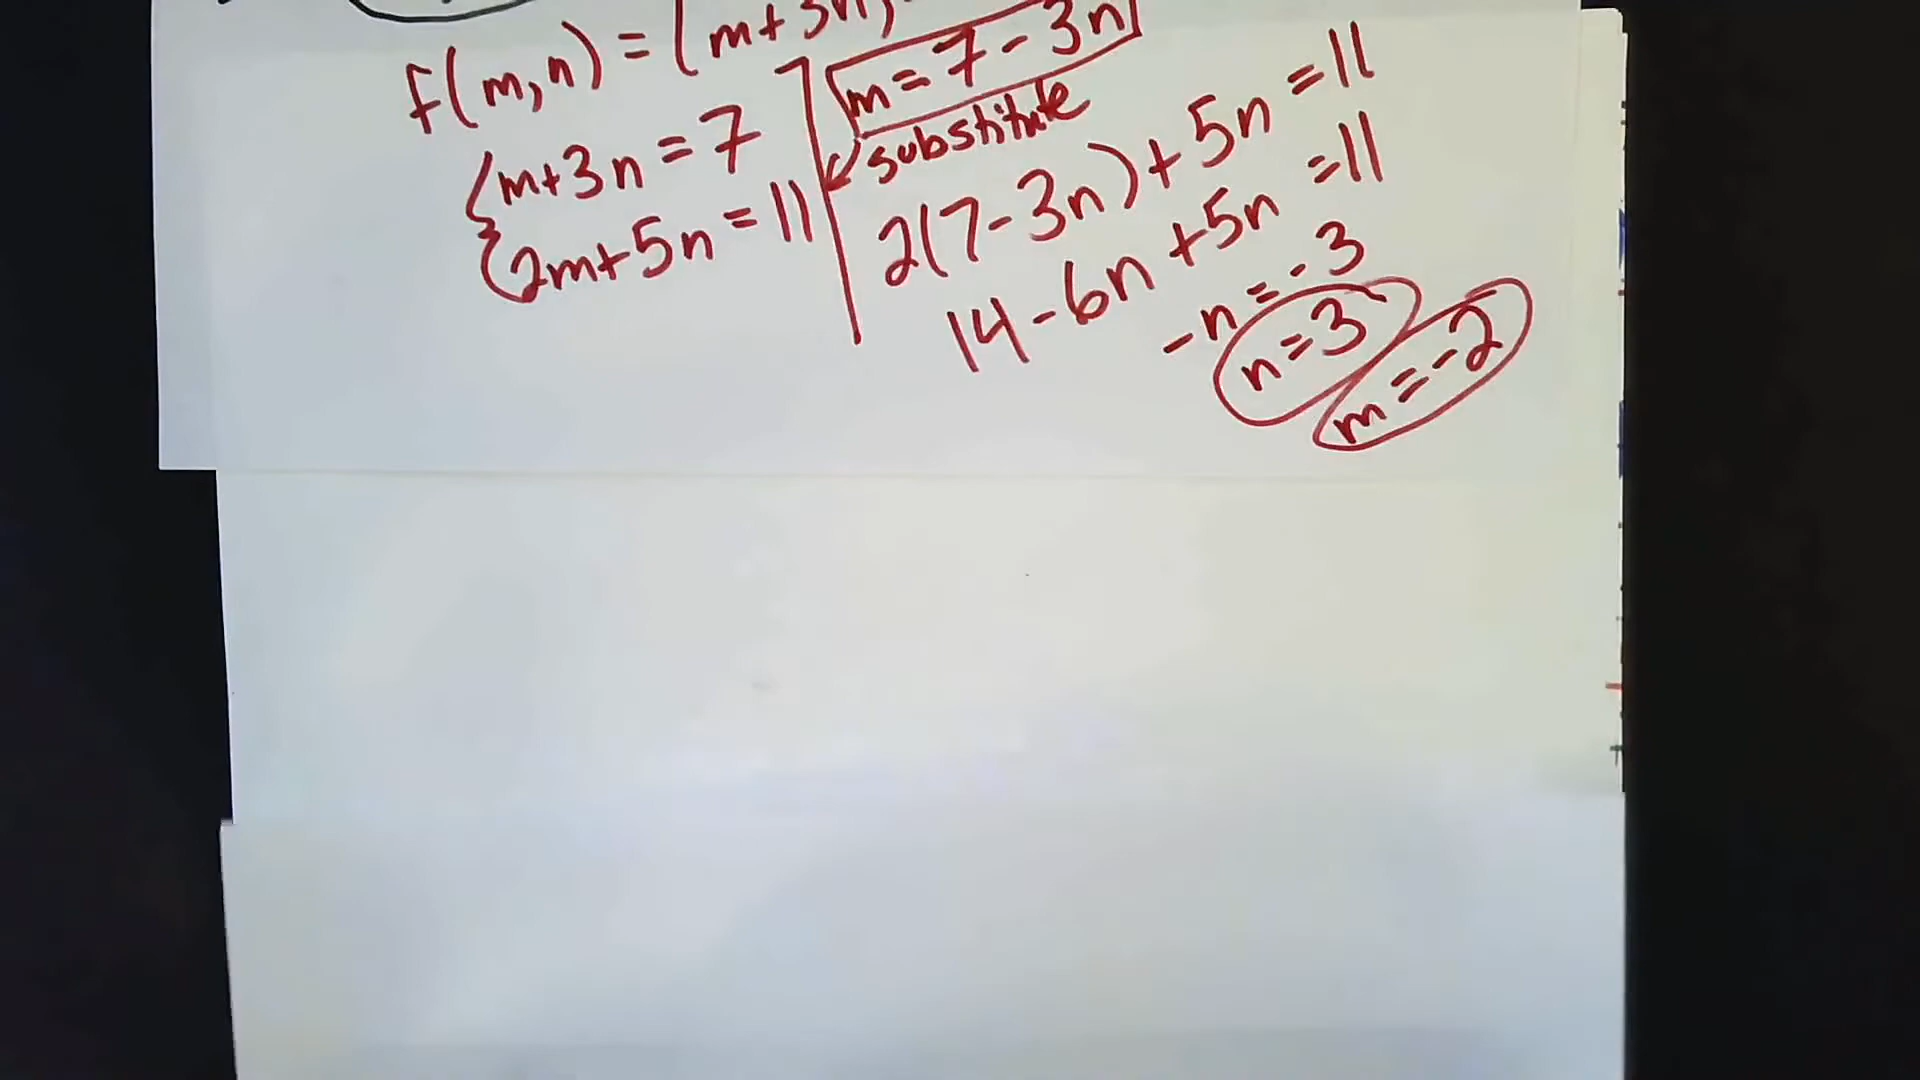 f(m,n) = (m+3n,
{m+3n = 7
{2m+5n = 11
m = 7 - 3n
substitute
2(7-3n) + 5n = 11
14 - 6n + 5n = 11
-n = -3
n = 3
m = -2